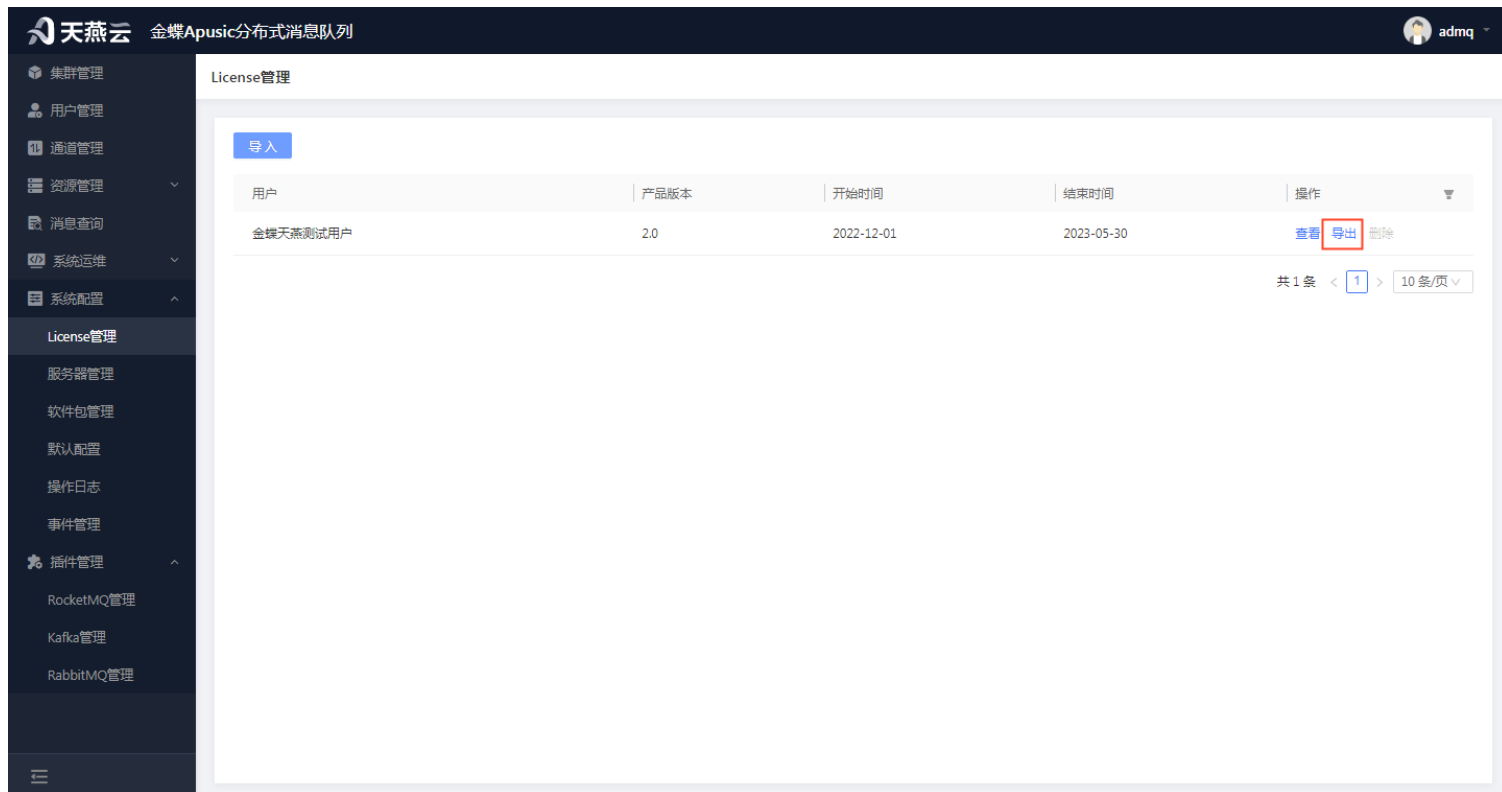 天燕云 金蝶Apusic分布式消息队列 admq
集群管理
用户管理
通道管理
资源管理
消息查询
系统运维
系统配置
License管理
服务器管理
软件包管理
默认配置
操作日志
事件管理
插件管理
RocketMQ管理
Kafka管理
RabbitMQ管理
License管理
导入
用户 产品版本 开始时间 结束时间 操作
金蝶天燕测试用户 2.0 2022-12-01 2023-05-30 查看 导出 删除
共 1 条 < 1 > 10 条/页